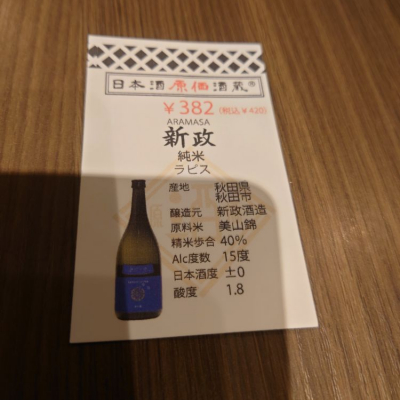 日本酒原価酒蔵®
￥382(税込￥420)
ARAMASA
新政
純米
ラピス
産地 秋田県
秋田市
醸造元 新政酒造
原料米 美山錦
精米歩合 40%
Alc度数 15度
日本酒度 ±0
酸度 1.8